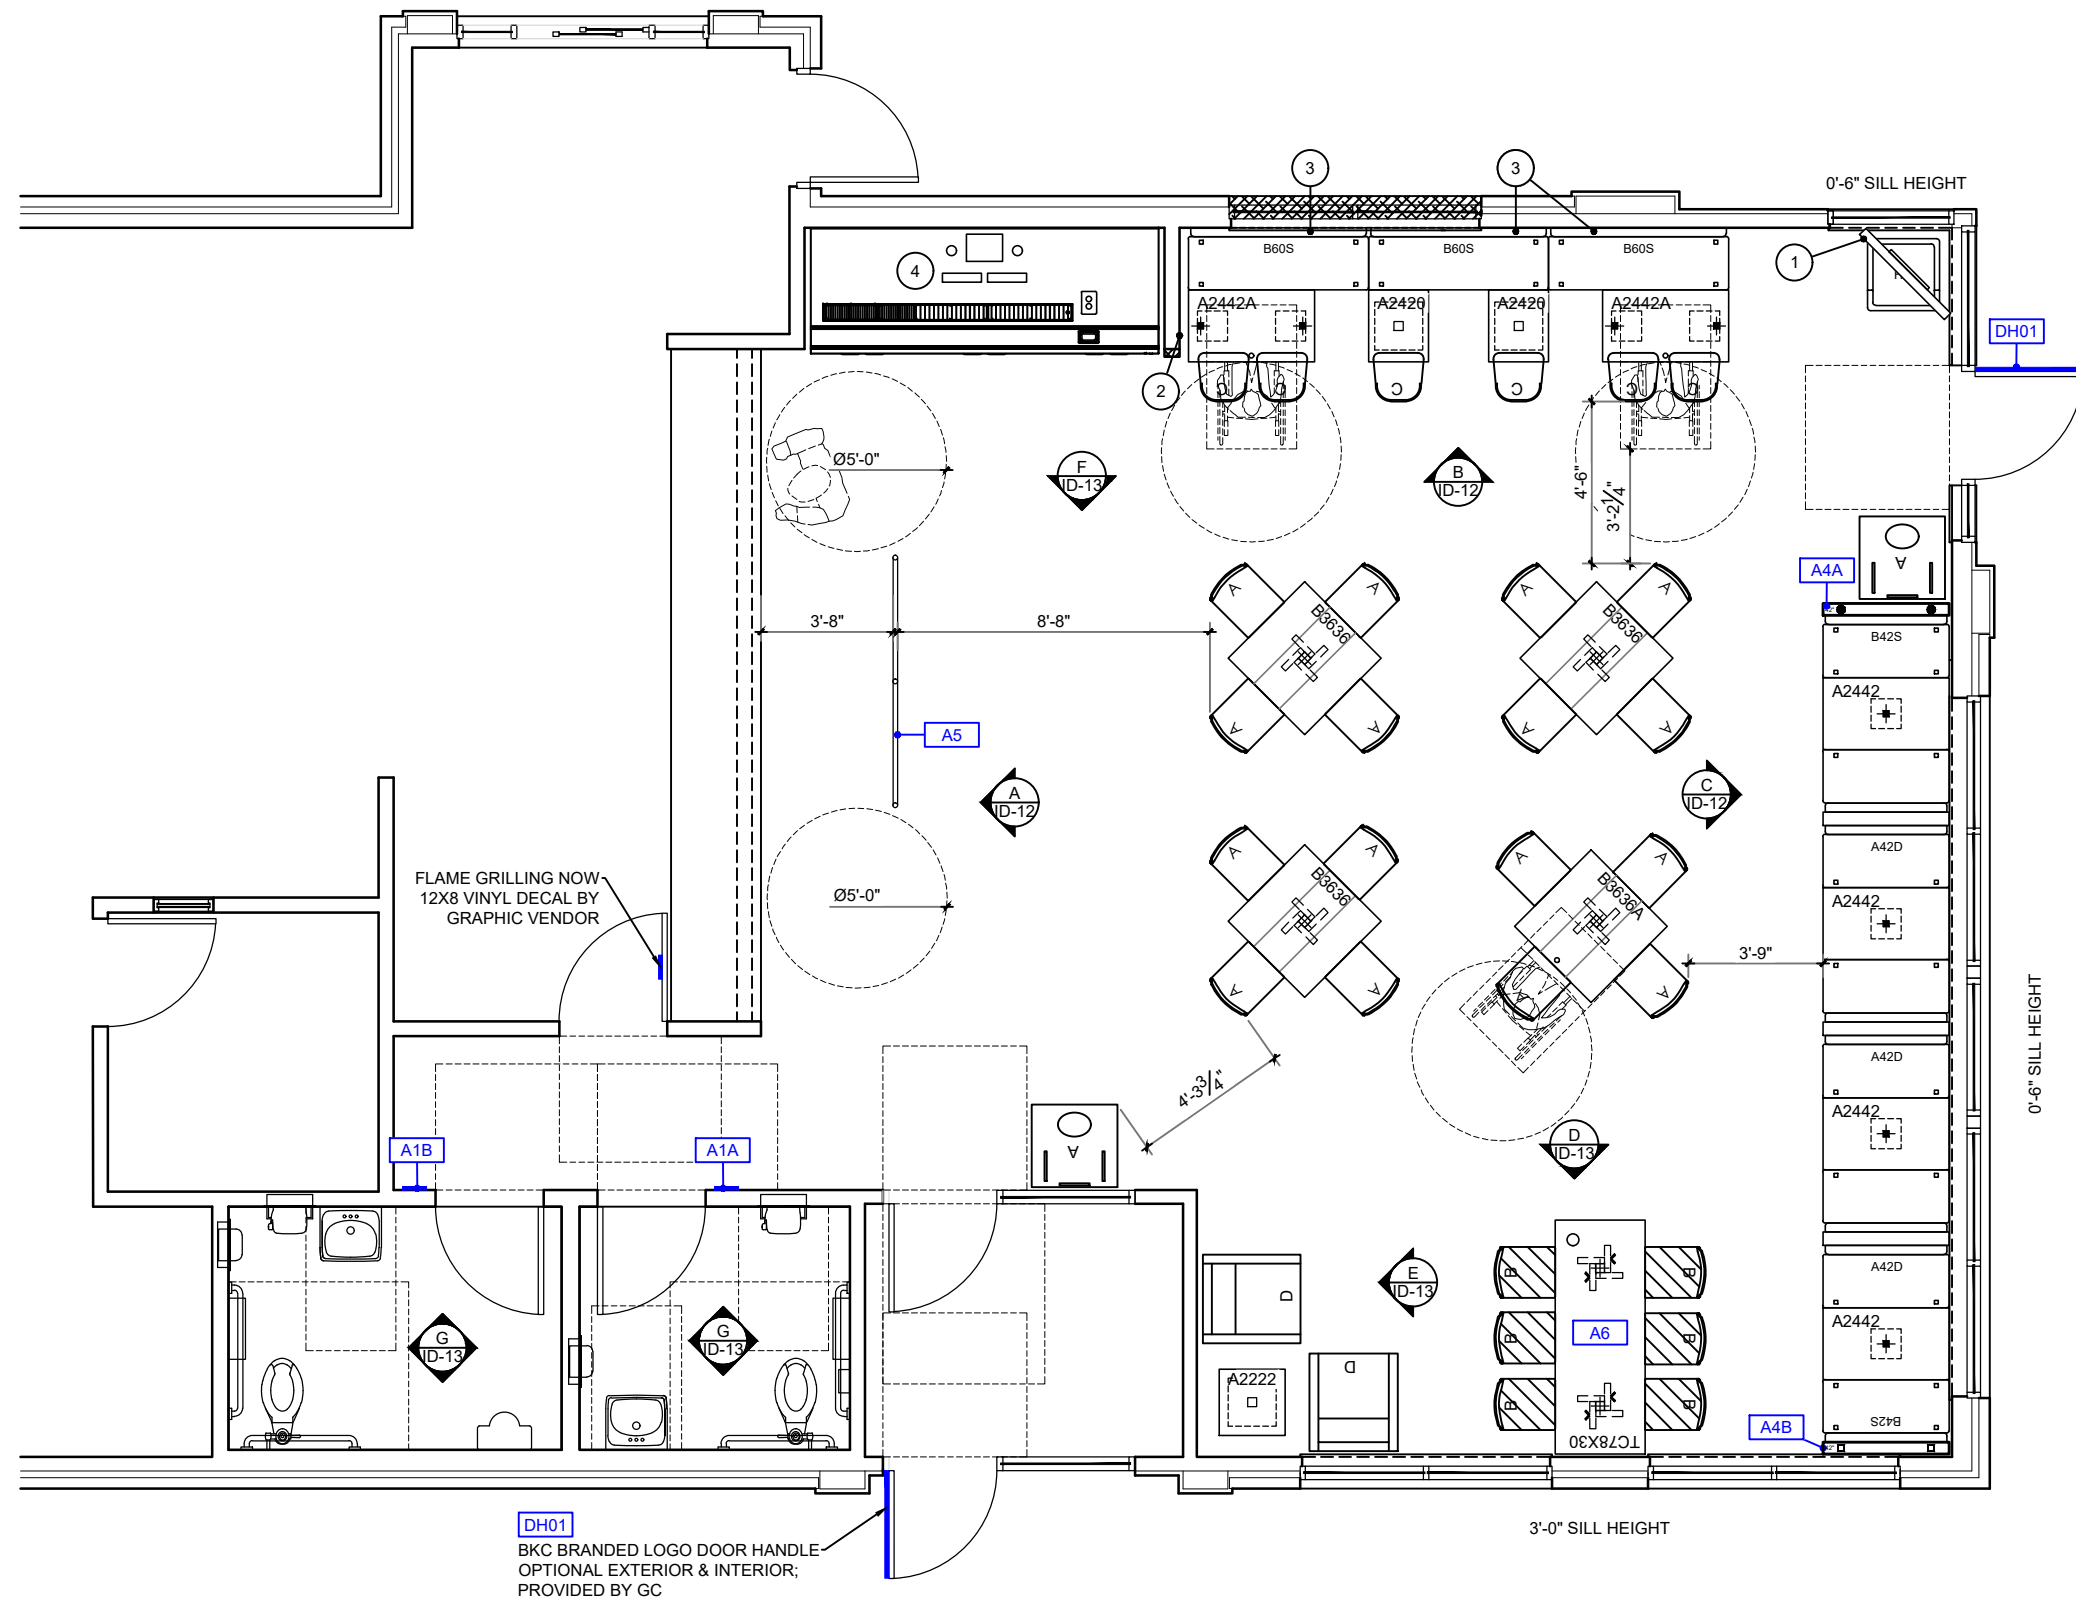 3
3
0'-6" SILL HEIGHT
B60S
B60S
B60S
4
1
A2442A
A2420
A2420
A2442A
DH01
2
C
C
C
C
C
C
Ø5'-0"
F
ID-13
B
ID-12
4'-6"
3'-2 1/4"
A
A4A
A
A
A
A
B3636
B3636
3'-8"
8'-8"
B42S
A2442
A
A
A
A
A5
A
ID-12
C
ID-12
A
A
A
A
A42D
FLAME GRILLING NOW
12X8 VINYL DECAL BY
GRAPHIC VENDOR
Ø5'-0"
B3636
B3636A
A2442
3'-9"
A
A
A
A
0'-6" SILL HEIGHT
A42D
4'-3 3/4"
A2442
A1B
A1A
A
D
ID-13
A42D
E
ID-13
D
B
B
A2442
G
ID-13
G
ID-13
A6
B
B
D
A2222
B
B
B42S
A4B
TC78X30
DH01
BKC BRANDED LOGO DOOR HANDLE
OPTIONAL EXTERIOR & INTERIOR;
PROVIDED BY GC
3'-0" SILL HEIGHT